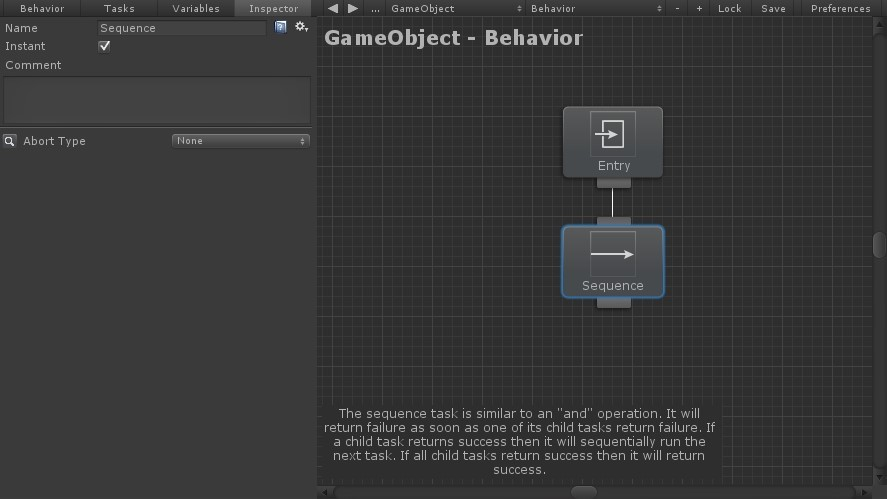 Behavior Tasks Variables Inspector
Name Sequence
Instant
Comment
Abort Type None
... GameObject Behavior - + Lock Save Preferences
GameObject - Behavior
Entry
Sequence
The sequence task is similar to an "and" operation. It will
return failure as soon as one of its child tasks return failure. If
a child task returns success then it will sequentially run the
next task. If all child tasks return success then it will return
success.